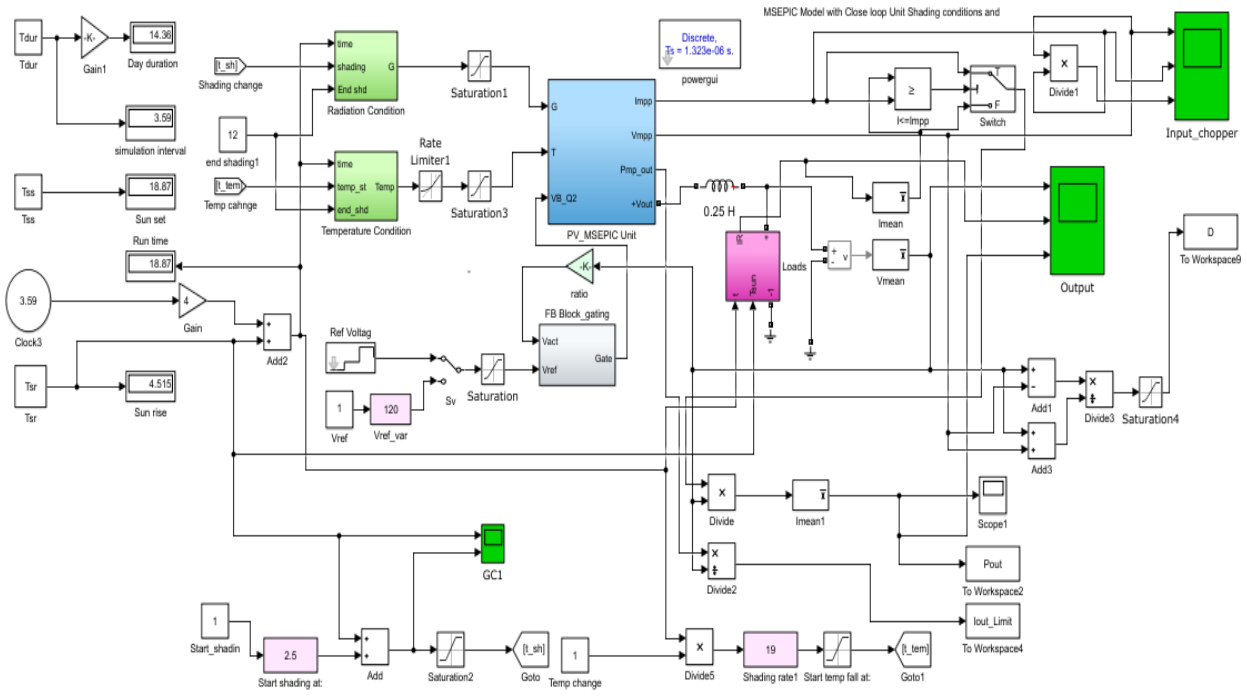 MSEPIC Model with Close loop Unit Shading conditions and
Tdur
Tdur
-K-
Gain1
14.36
Day duration
3.59
simulation interval
Tss
Tss
18.87
Sun set
Run time
18.87
3.59
Clock3
4
Gain
Add2
Tsr
Tsr
4.515
Sun rise
[t_sh]
Shading change
12
end shading1
[t_tem]
Temp cahnge
time
shading
End shd
G
Radiation Condition
time
temp_st
end_shd
Temp
Temperature Condition
Saturation1
Rate
Limiter1
Saturation3
G
T
VB_Q2
Impp
Vmpp
Pmp_out
+Vout
PV_MSEPIC Unit
Discrete,
Ts = 1.323e-06 s.
powergui
≥
I<=Impp
T
F
Switch
×
Divide1
Input_chopper
0.25 H
IR
+
t
Tsun
-1
Loads
x
Imean
+
-
v
x
Vmean
Output
D
To Workspace9
-K-
ratio
FB Block_gating
Vact
Vref
Gate
Ref Voltag
1
Vref
120
Vref_var
Sv
Saturation
+
−
Add1
+
+
Add3
×
÷
Divide3
Saturation4
×
Divide
x
Imean1
Scope1
×
÷
Divide2
Pout
To Workspace2
Iout_Limit
To Workspace4
GC1
1
Start_shadin
2.5
Start shading at:
+
+
Add
Saturation2
[t_sh]
Goto
1
Temp change
×
Divide5
19
Shading rate1
Start temp fall at:
[t_tem]
Goto1